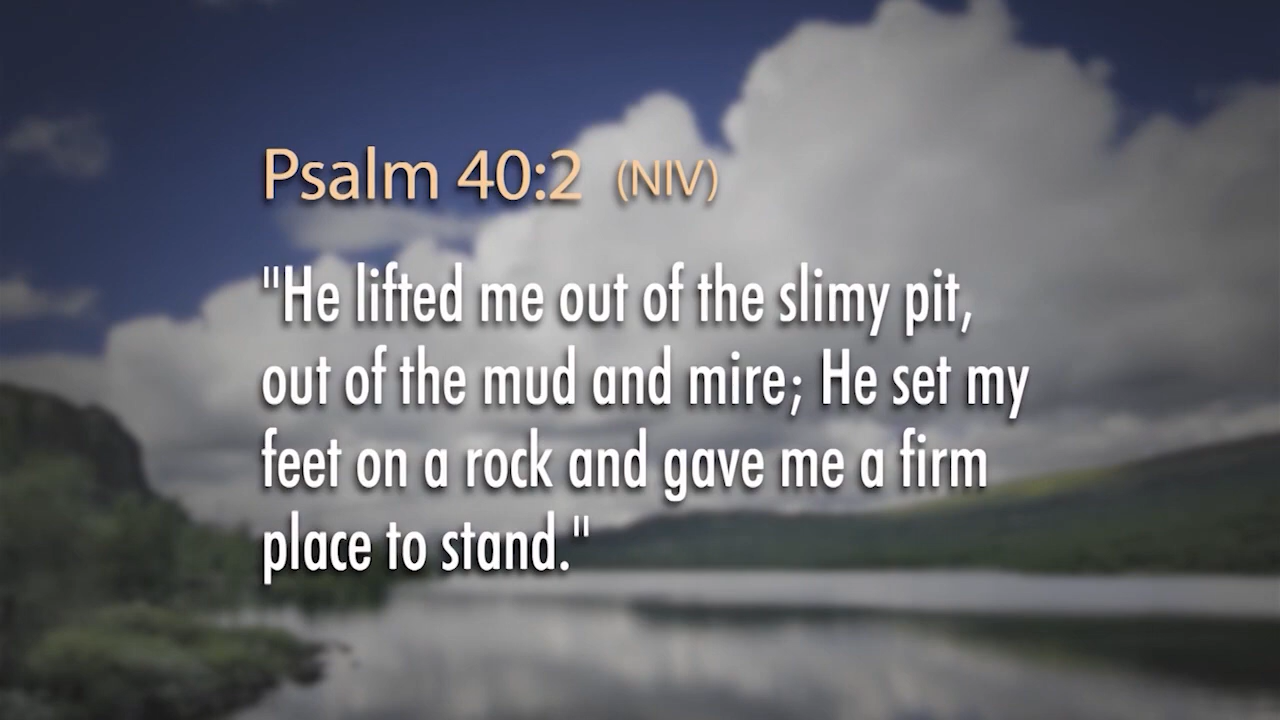 Psalm 40:2 (NIV)
"He lifted me out of the slimy pit,
out of the mud and mire; He set my
feet on a rock and gave me a firm
place to stand."